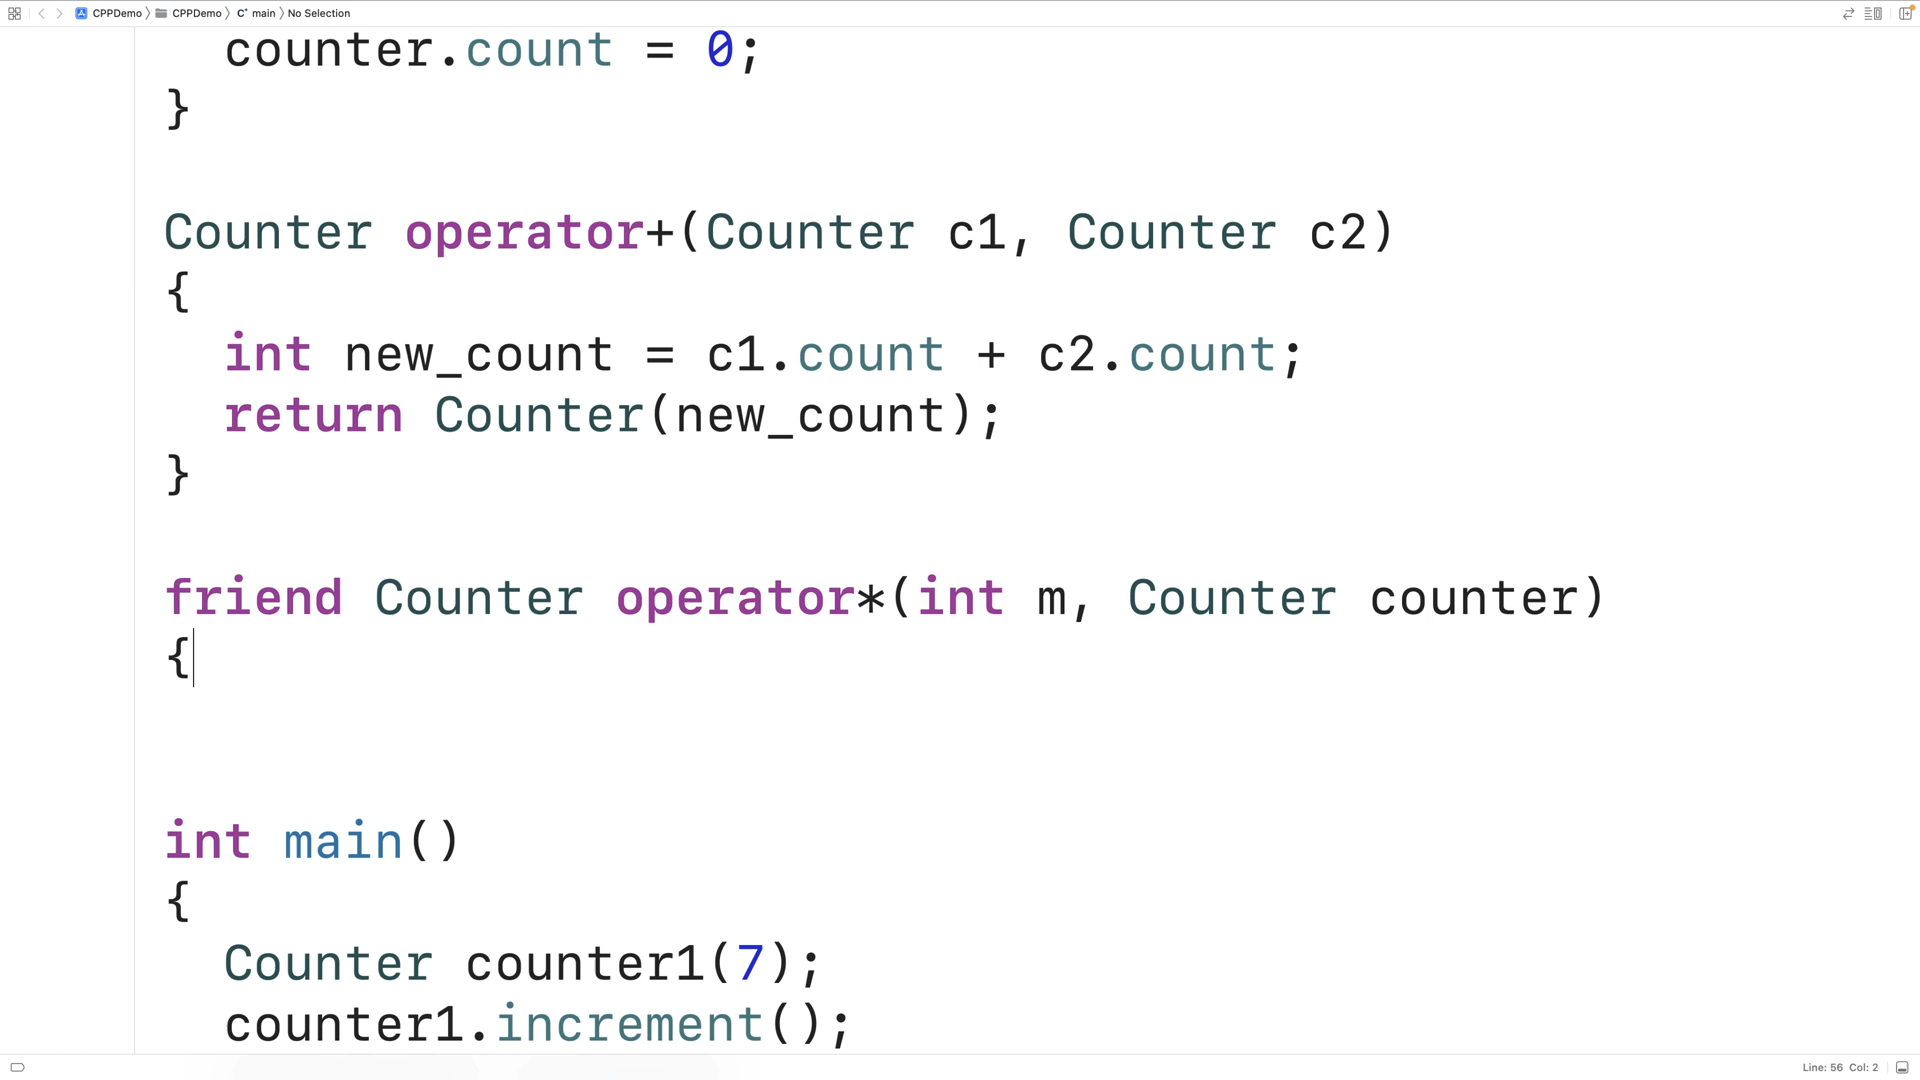 CPPDemo 〉 CPPDemo 〉 C+ main 〉 No Selection
counter.count = 0;
}
Counter operator+(Counter c1, Counter c2)
{
int new_count = c1.count + c2.count;
return Counter(new_count);
}
friend Counter operator*(int m, Counter counter)
{
int main()
{
Counter counter1(7);
counter1.increment();
Line: 56 Col: 2